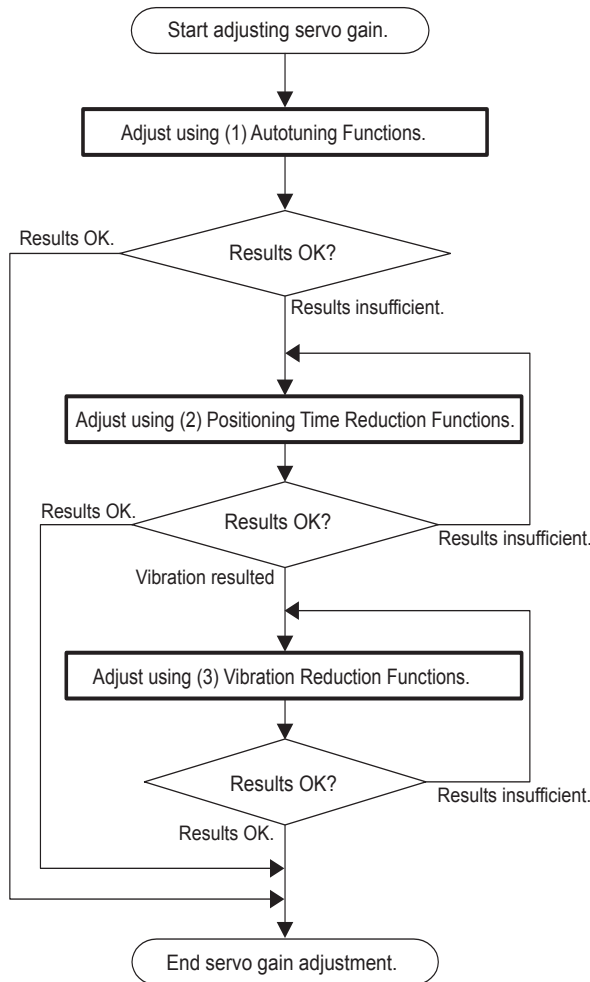 Start adjusting servo gain.
Adjust using (1) Autotuning Functions.
Results OK.
Results OK?
Results insufficient.
Adjust using (2) Positioning Time Reduction Functions.
Results OK.
Results OK?
Results insufficient.
Vibration resulted
Adjust using (3) Vibration Reduction Functions.
Results OK?
Results insufficient.
Results OK.
End servo gain adjustment.